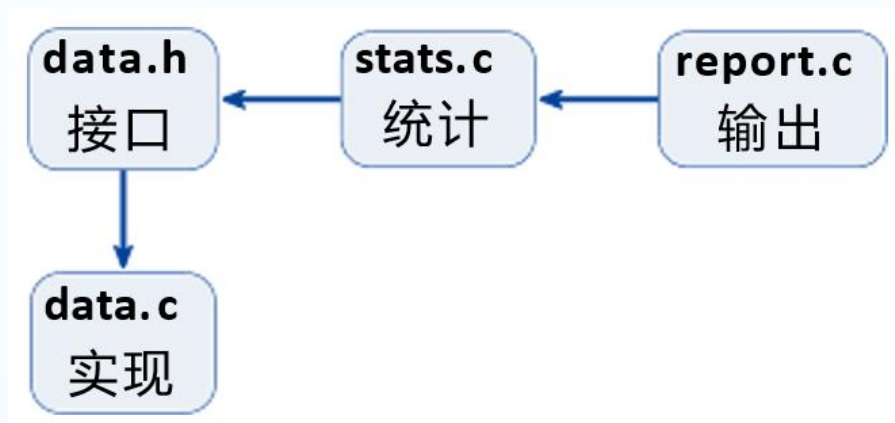 data.h
接口
stats.c
统计
report.c
输出
data.c
实现